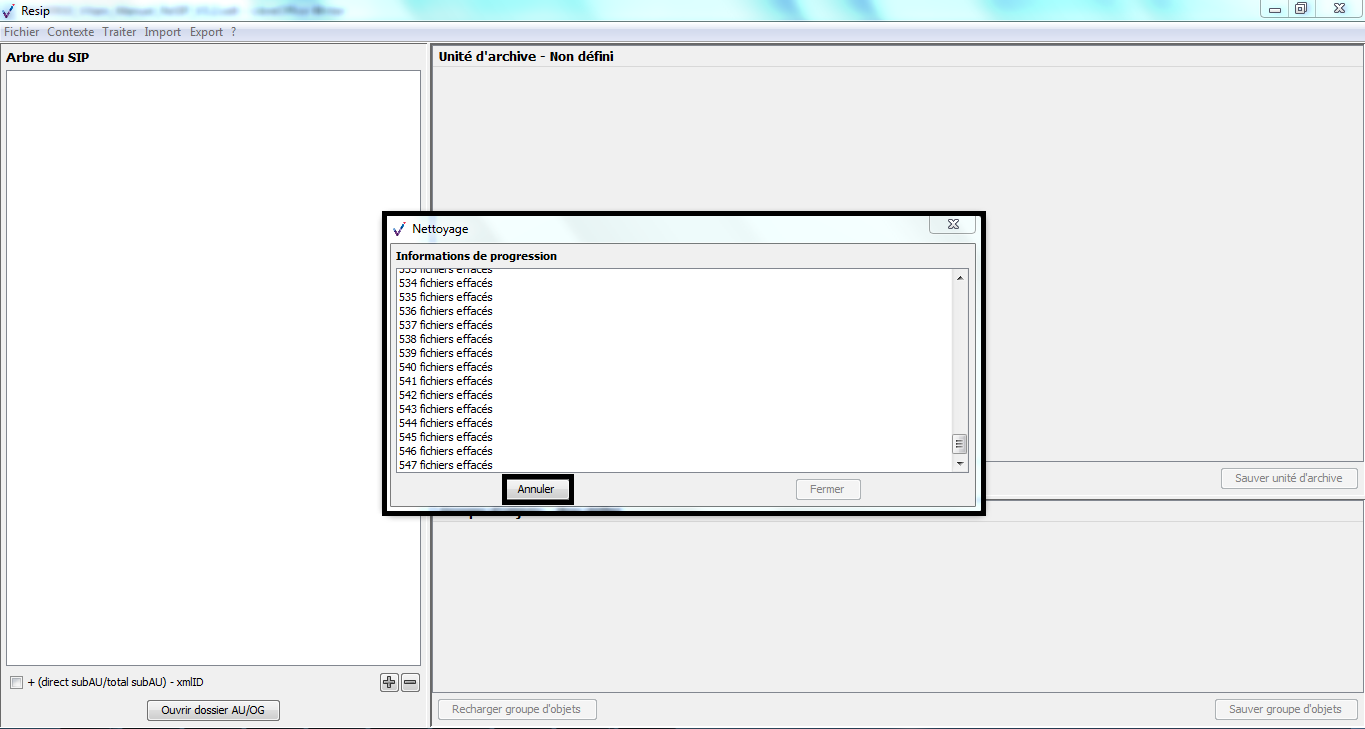 Resip
Fichier Contexte Traiter Import Export ?
Arbre du SIP
Unité d'archive - Non défini
Nettoyage
Informations de progression
533 fichiers effacés
534 fichiers effacés
535 fichiers effacés
536 fichiers effacés
537 fichiers effacés
538 fichiers effacés
539 fichiers effacés
540 fichiers effacés
541 fichiers effacés
542 fichiers effacés
543 fichiers effacés
544 fichiers effacés
545 fichiers effacés
546 fichiers effacés
547 fichiers effacés
Annuler
Fermer
Sauver unité d'archive
+ (direct subAU/total subAU) - xmlID
Ouvrir dossier AU/OG
Recharger groupe d'objets
Sauver groupe d'objets